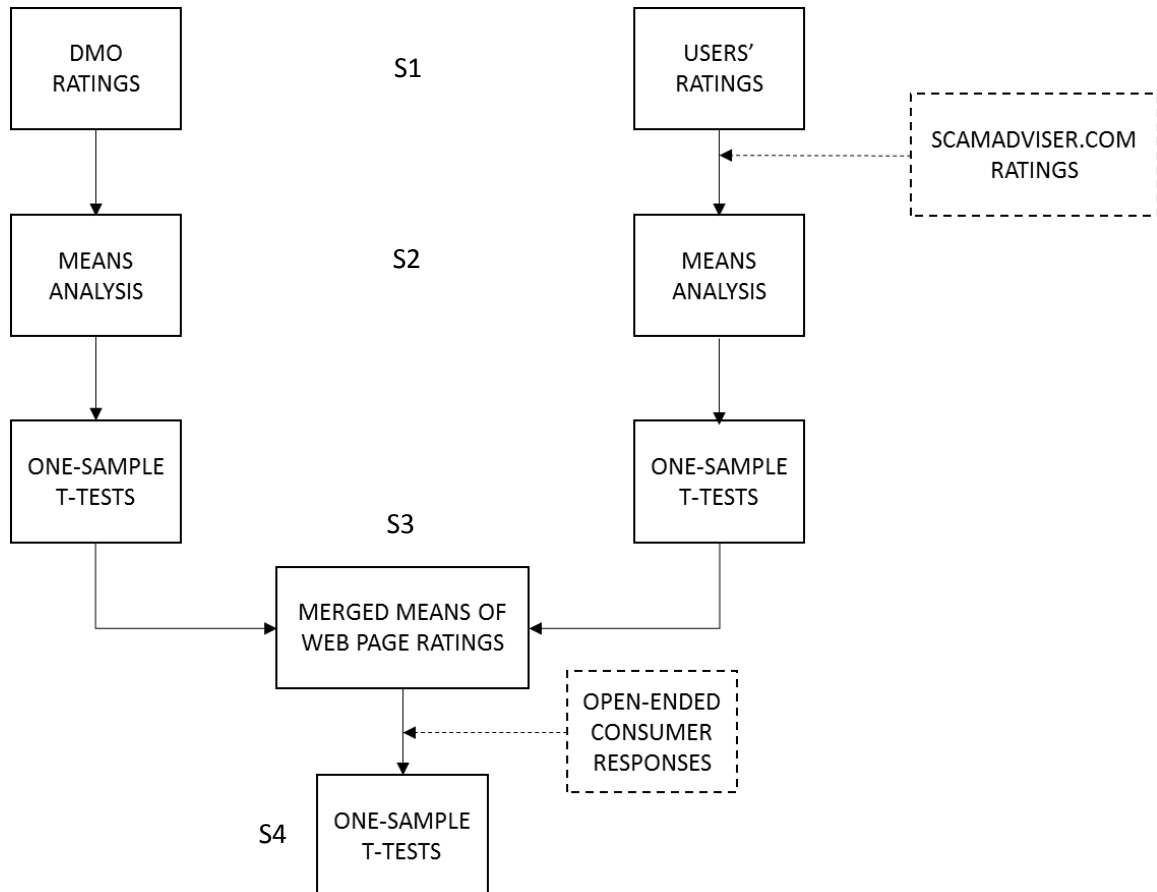 DMO
RATINGS
S1
USERS’
RATINGS
SCAMADVISER.COM
RATINGS
MEANS
ANALYSIS
S2
MEANS
ANALYSIS
ONE-SAMPLE
T-TESTS
ONE-SAMPLE
T-TESTS
S3
MERGED MEANS OF
WEB PAGE RATINGS
OPEN-ENDED
CONSUMER
RESPONSES
S4
ONE-SAMPLE
T-TESTS